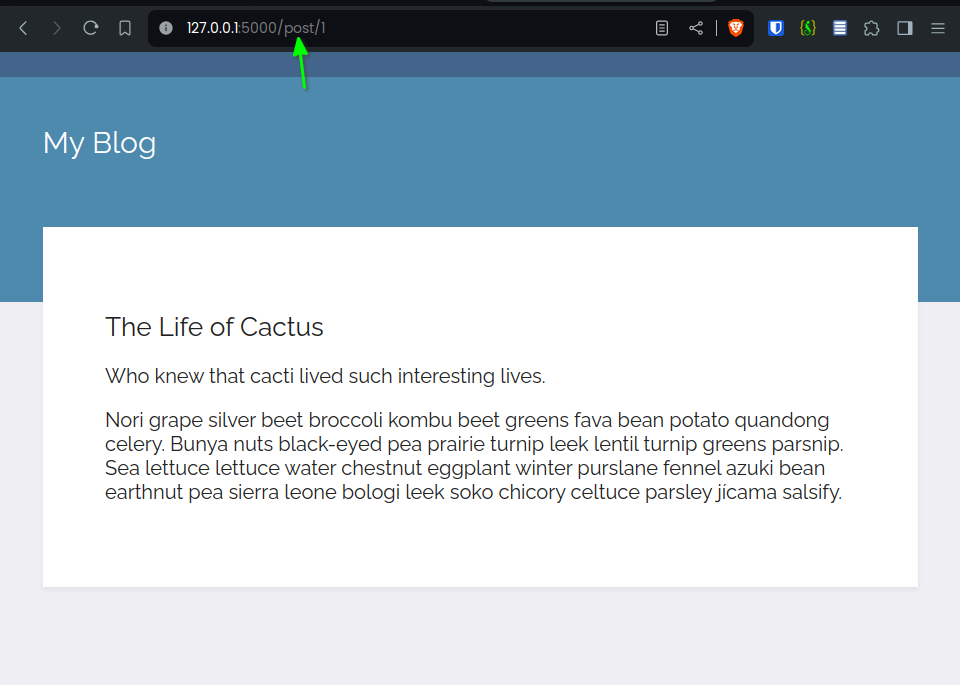 127.0.0.1:5000/post/1
My Blog
The Life of Cactus
Who knew that cacti lived such interesting lives.
Nori grape silver beet broccoli kombu beet greens fava bean potato quandong
celery. Bunya nuts black-eyed pea prairie turnip leek lentil turnip greens parsnip.
Sea lettuce lettuce water chestnut eggplant winter purslane fennel azuki bean
earthnut pea sierra leone bologi leek soko chicory celtuce parsley jícama salsify.